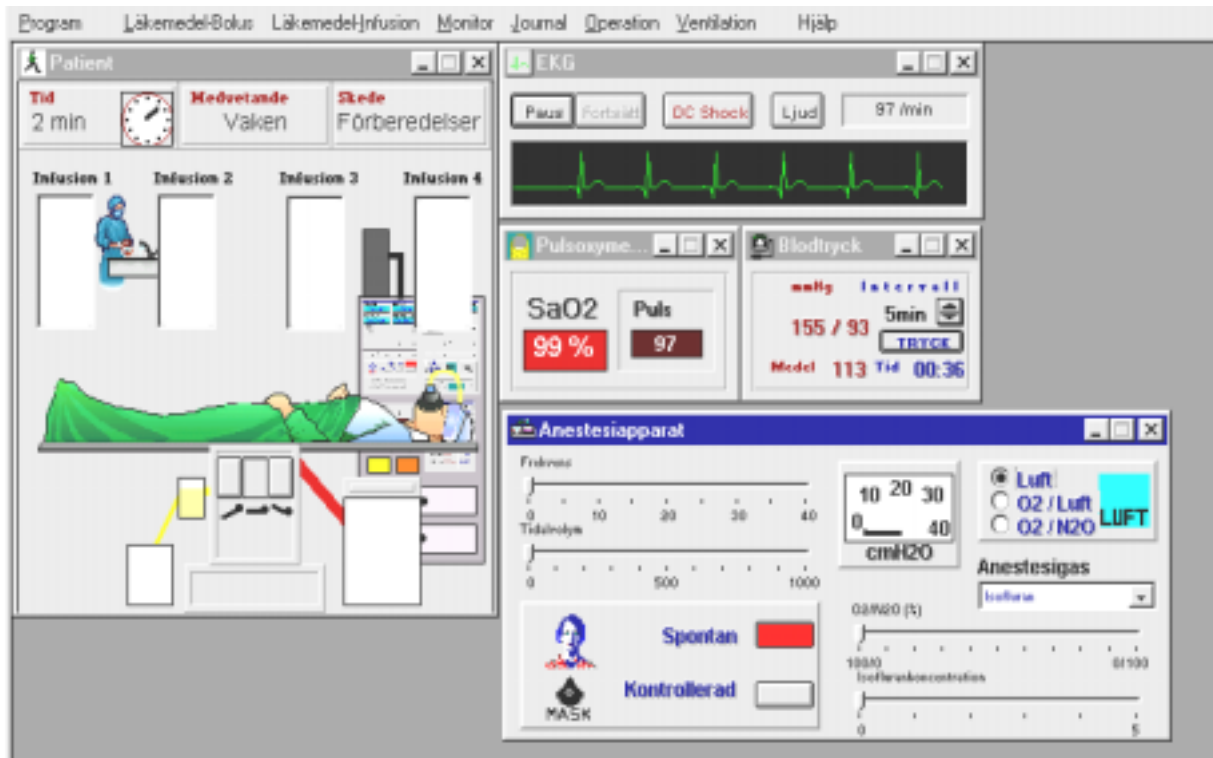 Program Läkemedel-Bolus Läkemedel-Infusion Monitor Journal Operation Ventilation Hjälp
Patient
Tid Medvetande Skede
2 min Vaken Förberedelser
Infusion 1 Infusion 2 Infusion 3 Infusion 4
EKG
Paus Fortsätt DC Shock Ljud 97 /min
Pulsoxyme...
SaO2 Puls
99 % 97
Blodtryck
mmHg Intervall
5min
155 / 93
TRYCK
Medel 113 Tid 00:36
Anestesiapparat
Frekvens
0 10 20 30 40
Tidalvolym
0 500 1000
Spontan
Kontrollerad
MASK
10 20 30
0 40
cmH2O
Luft
O2 / Luft
O2 / N2O
LUFT
Anestesigas
Isofluran
O2/N2O (%)
100/0 0/100
Isoflurankoncentration
0 5